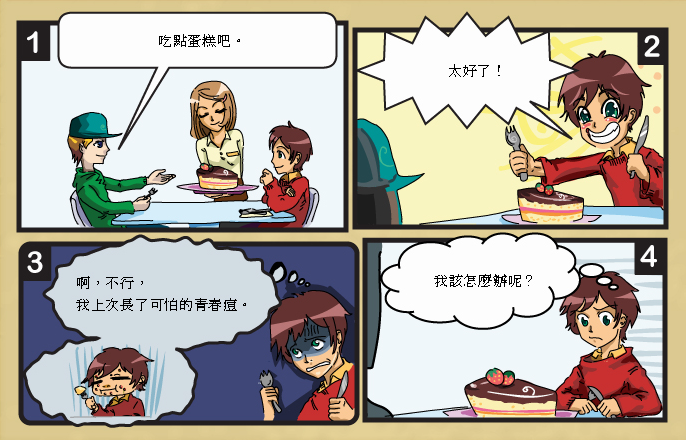 1
吃點蛋糕吧。
2
太好了！
3
啊，不行，
我上次長了可怕的青春痘。
4
我該怎麼辦呢？